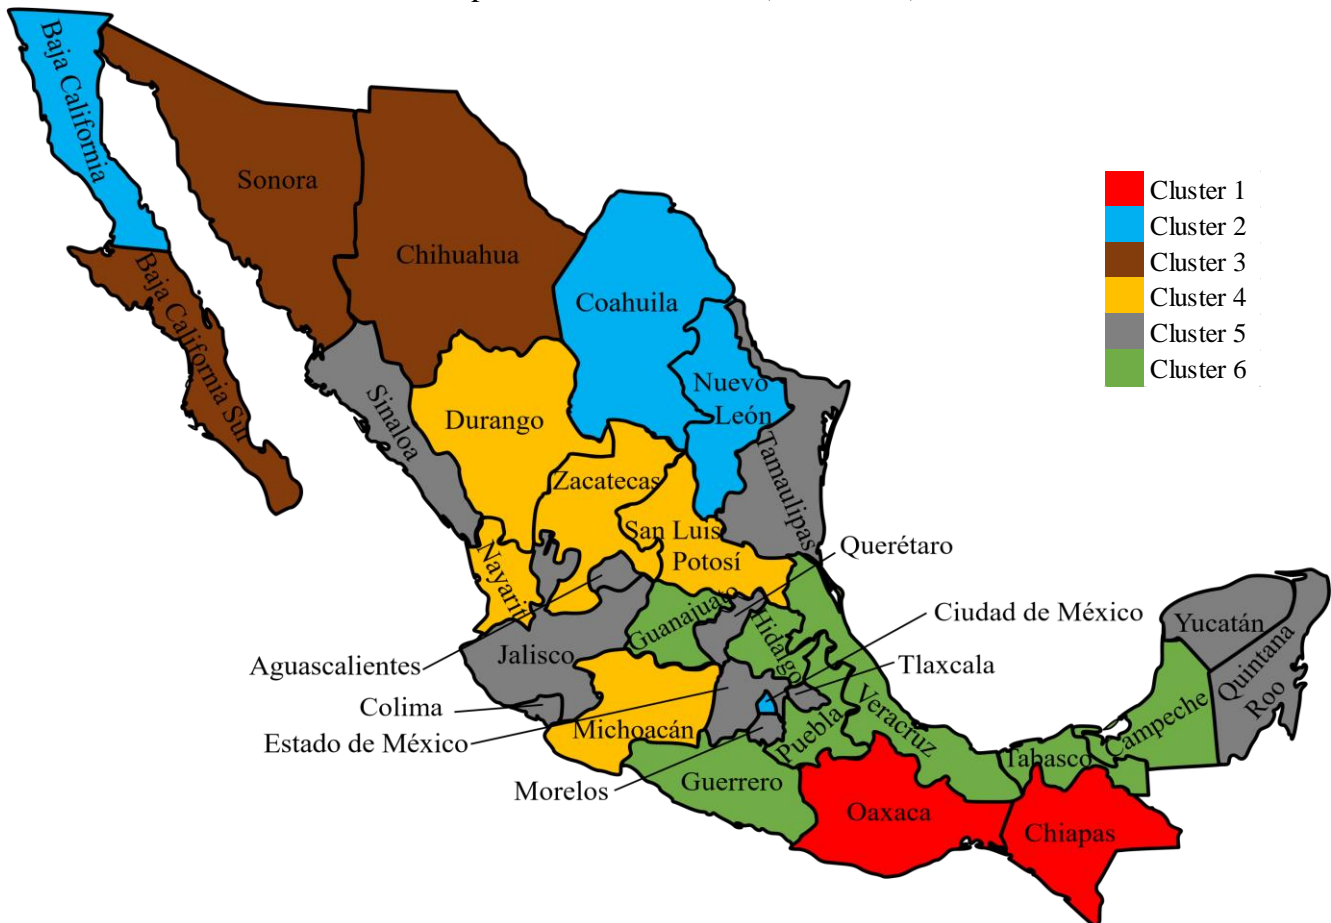 Baja California
Sonora
Chihuahua
Coahuila
Baja California Sur
Nuevo
León
Durango
Sinaloa
Tamaulipas
Zacatecas
San Luis
Potosí
Nayarit
Querétaro
Guanajuato
Hidalgo
Ciudad de México
Jalisco
Aguascalientes
Tlaxcala
Yucatán
Quintana
Roo
Colima
Estado de México
Michoacán
Puebla
Veracruz
Campeche
Tabasco
Morelos
Guerrero
Oaxaca
Chiapas
Cluster 1
Cluster 2
Cluster 3
Cluster 4
Cluster 5
Cluster 6